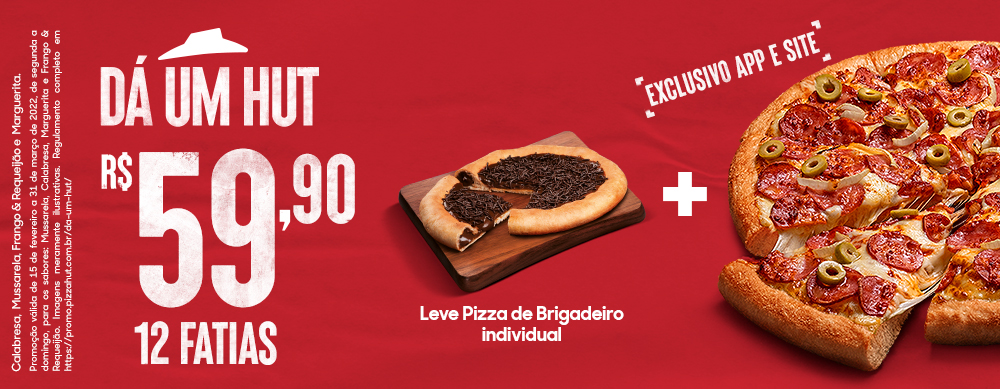 Calabresa, Mussarela, Frango & Requeijão e Marguerita.
Promoção válida de 15 de fevereiro a 31 de março de 2022, de segunda a
domingo, para os sabores: Mussarela, Calabresa, Marguerita e Frango &
Requeijão. Imagens meramente ilustrativas. Regulamento completo em
https://promo.pizzahut.com.br/da-um-hut/
DÁ UM HUT
R$ 59,90
12 FATIAS
Leve Pizza de Brigadeiro
individual
+
EXCLUSIVO APP E SITE